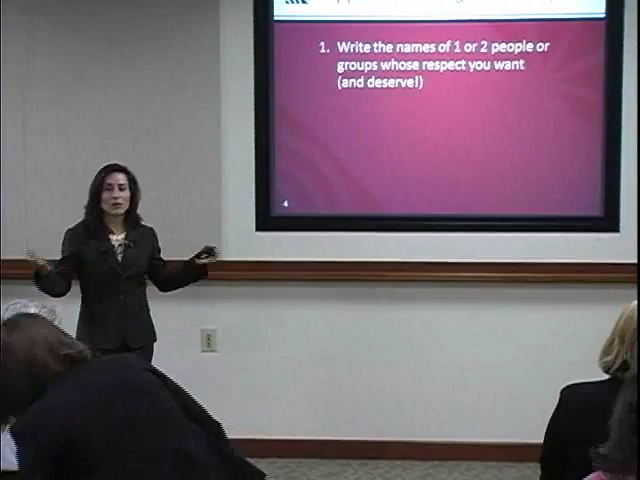 1. Write the names of 1 or 2 people or
groups whose respect you want
(and deserve!)
4